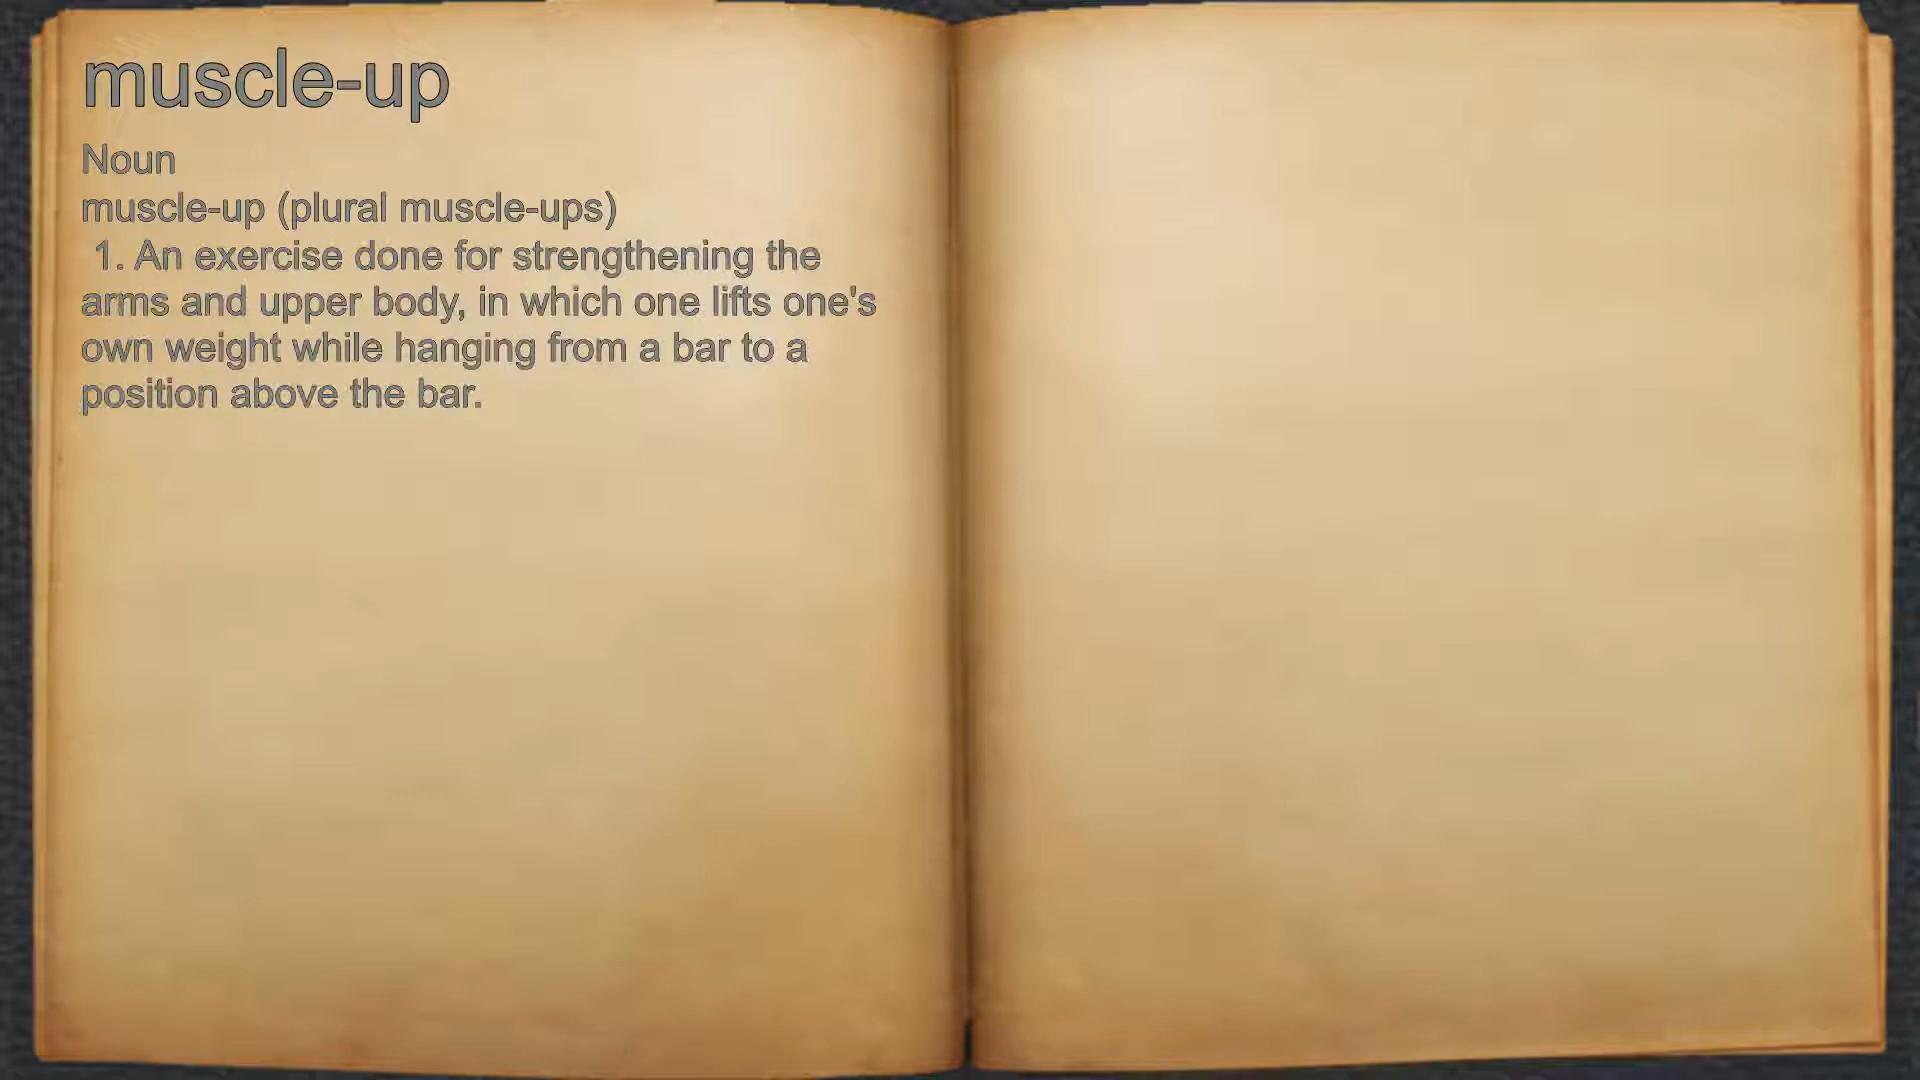 muscle-up
Noun
muscle-up (plural muscle-ups)
1. An exercise done for strengthening the
arms and upper body, in which one lifts one's
own weight while hanging from a bar to a
position above the bar.